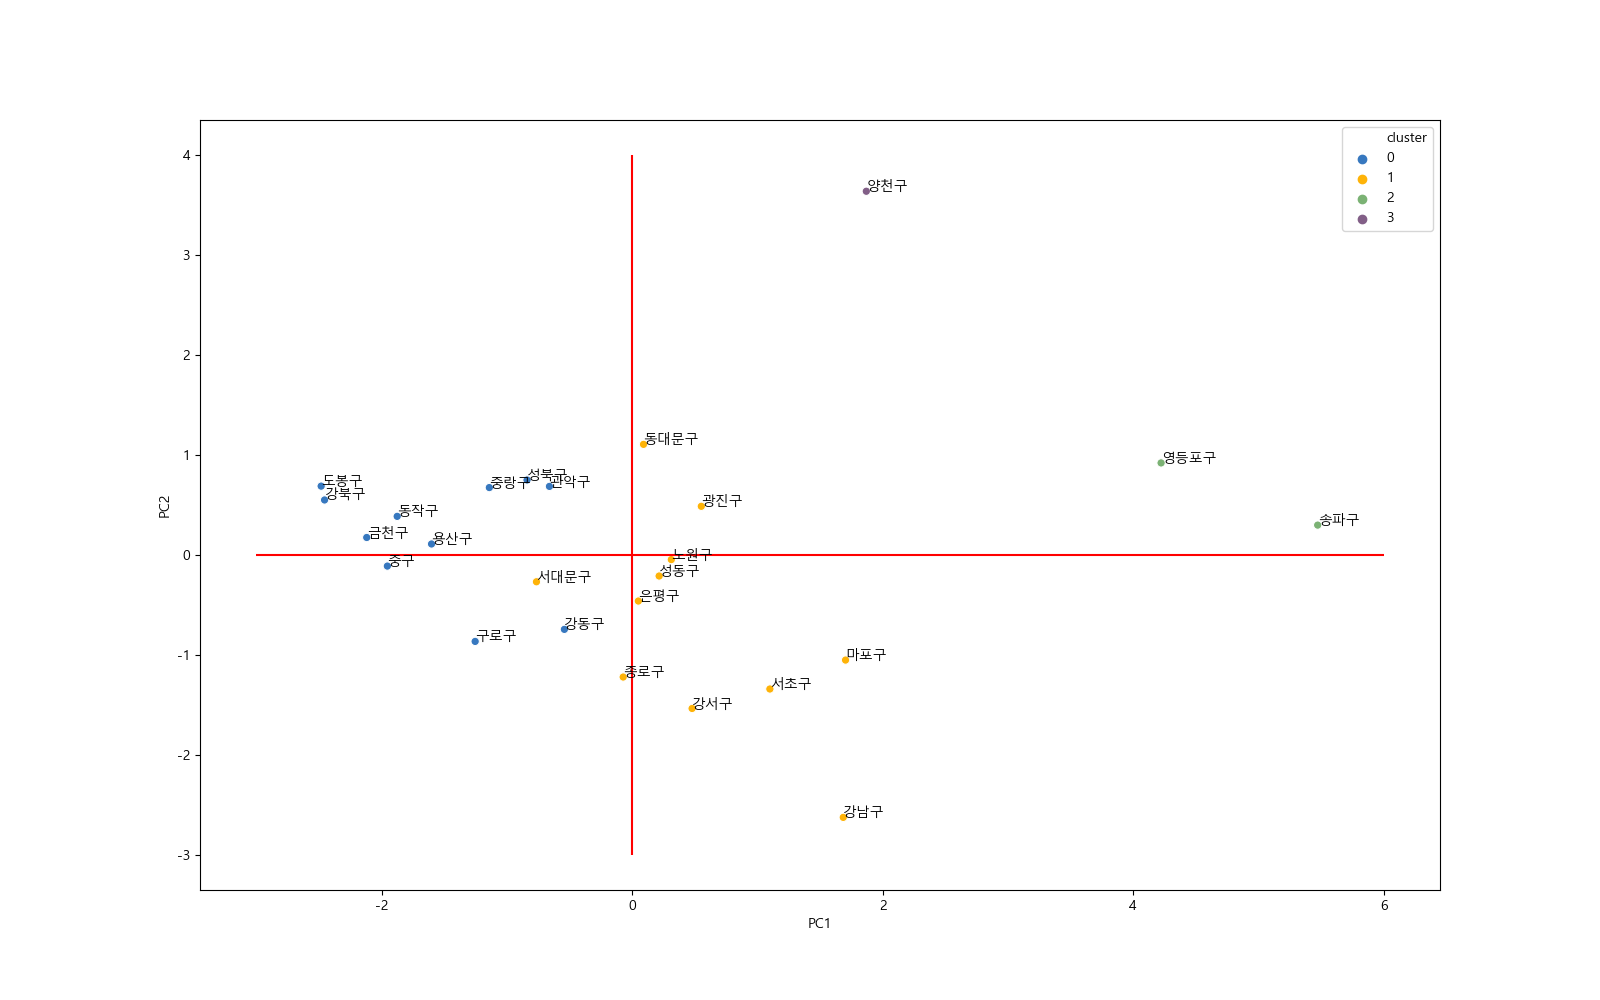 cluster
0
1
2
3
양천구
동대문구
영등포구
성북구
도봉구
중랑구
관악구
강북구
광진구
동작구
송파구
금천구
용산구
노원구
중구
성동구
서대문구
은평구
강동구
구로구
마포구
종로구
서초구
강서구
강남구
4
3
2
1
0
-1
-2
-3
PC2
-2 0 2 4 6
PC1